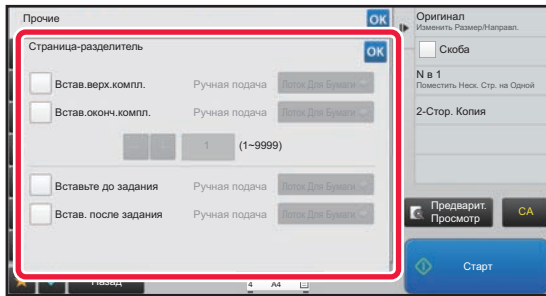 Прочие
OK
Страница-разделитель
OK
Встав.верх.компл.
Ручная подача
Лоток Для Бумаги
Встав.оконч.компл.
Ручная подача
Лоток Для Бумаги
1
(1~9999)
Вставьте до задания
Ручная подача
Лоток Для Бумаги
Встав. после задания
Ручная подача
Лоток Для Бумаги
Назад
4
A4
Оригинал
Изменить Размер/Направл.
Скоба
N в 1
Поместить Неск. Стр. на Одной
2-Стор. Копия
Предварит.
Просмотр
CA
Старт